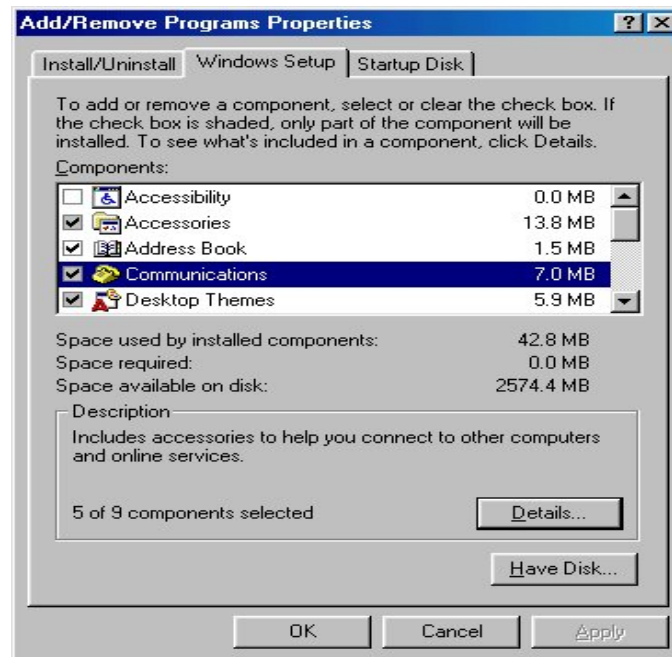 Add/Remove Programs Properties
Install/Uninstall Windows Setup Startup Disk
To add or remove a component, select or clear the check box. If
the check box is shaded, only part of the component will be
installed. To see what's included in a component, click Details.
Components:
Accessibility 0.0 MB
Accessories 13.8 MB
Address Book 1.5 MB
Communications 7.0 MB
Desktop Themes 5.9 MB
Space used by installed components: 42.8 MB
Space required: 0.0 MB
Space available on disk: 2574.4 MB
Description
Includes accessories to help you connect to other computers
and online services.
5 of 9 components selected Details...
Have Disk...
OK Cancel Apply